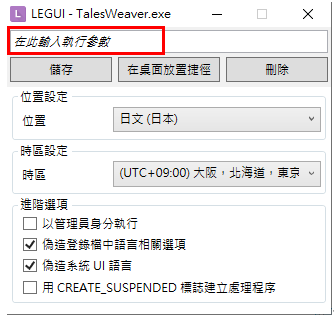 L LEGUI - TalesWeaver.exe
在此輸入執行參數
儲存 在桌面放置捷徑 刪除
位置設定
位置 日文 (日本)
時區設定
時區 (UTC+09:00) 大阪，北海道，東京
進階選項
以管理員身分執行
偽造登錄檔中語言相關選項
偽造系統 UI 語言
用 CREATE_SUSPENDED 標誌建立處理程序